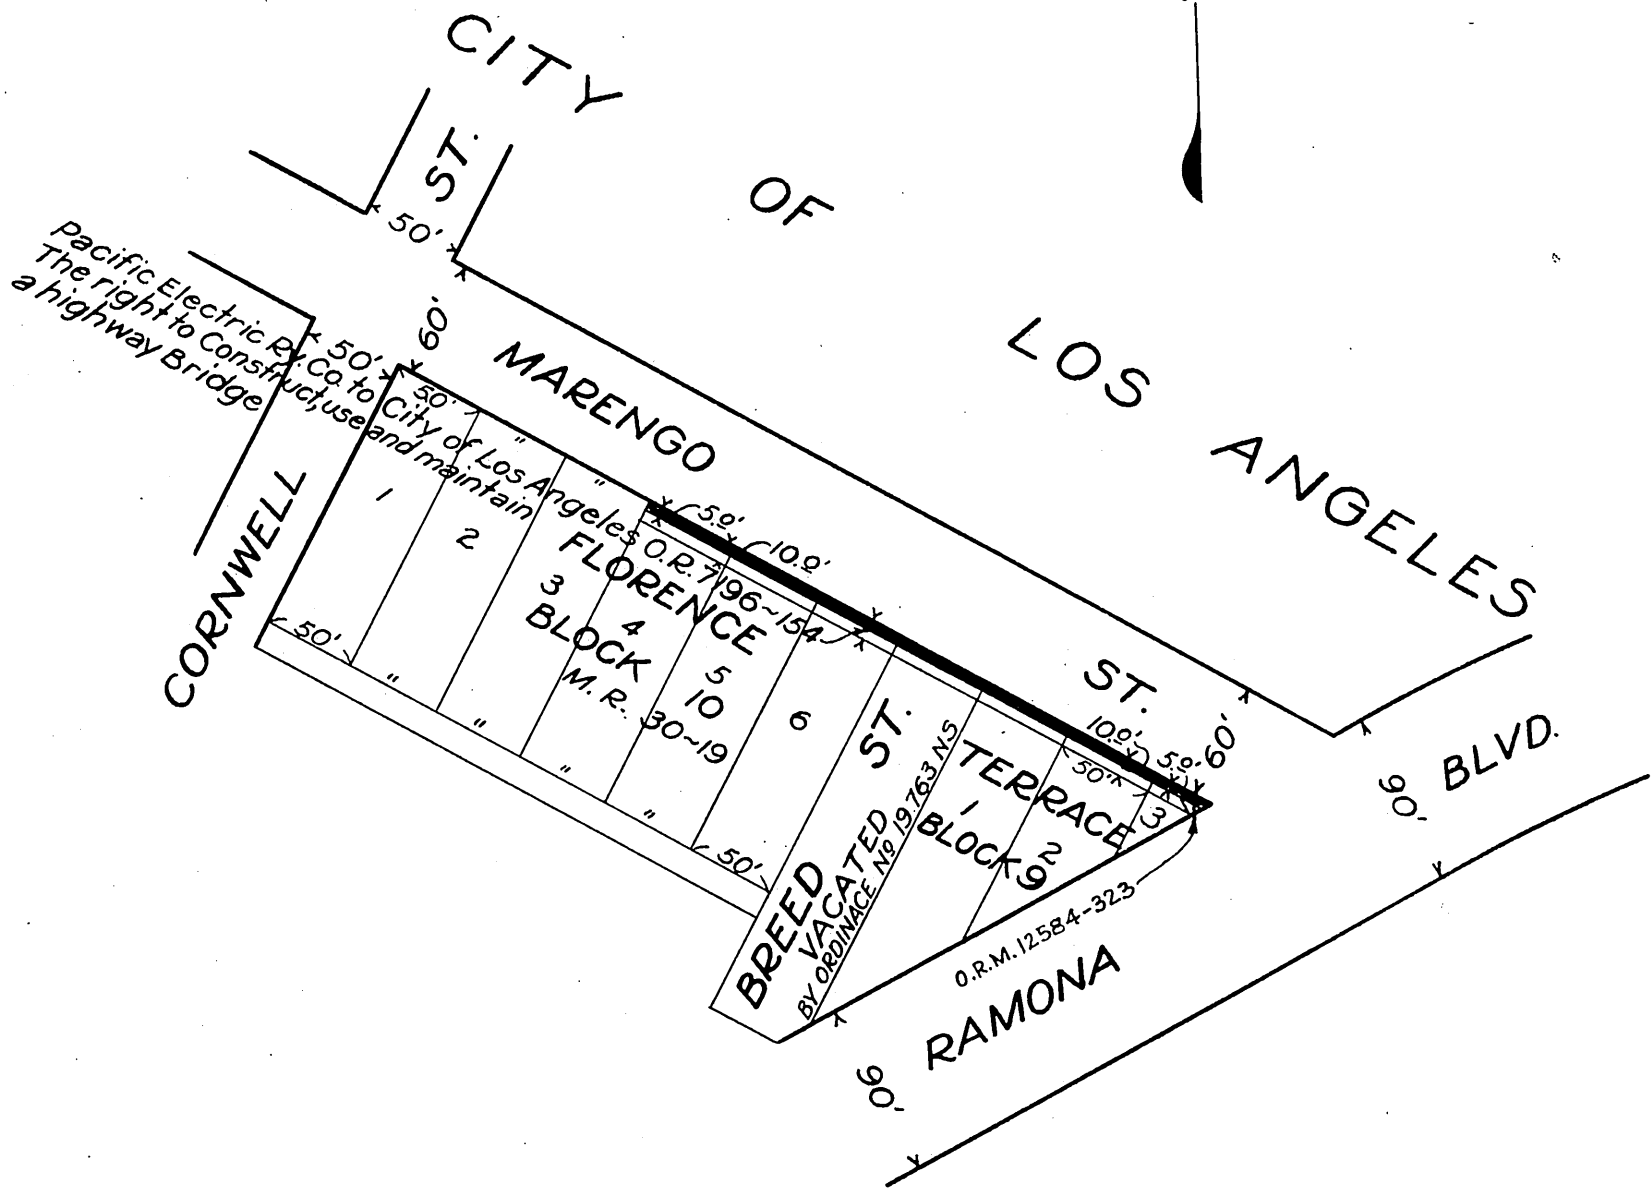 CITY
OF
LOS ANGELES
ST.
50'
60'
50'
Pacific Electric Ry. Co. to City of Los Angeles O.R. 7196~154
The right to Construct, use and maintain
a highway Bridge
MARENGO
ST.
CORNWELL
50'
"
"
5.0'
10.0'
1
2
3
4
5
6
FLORENCE
BLOCK 10
M. R. 30~19
50'
"
"
"
"
50'
BREED ST.
VACATED
BY ORDINACE Nº 19.763 N.S
TERRACE
BLOCK 9
1
2
3
50'
10.0'
5.0'
60'
O.R.M. 12584-323
RAMONA
BLVD.
90'
90'